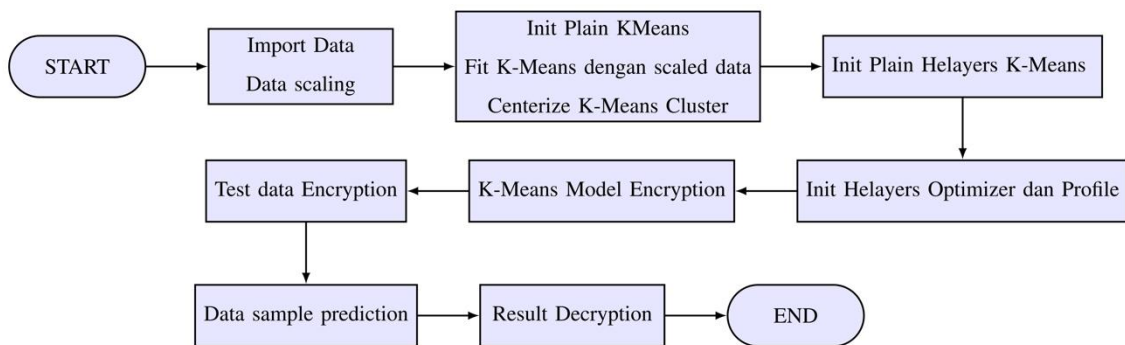 START
Import Data
Data scaling
Init Plain KMeans
Fit K-Means dengan scaled data
Centerize K-Means Cluster
Init Plain Helayers K-Means
Init Helayers Optimizer dan Profile
K-Means Model Encryption
Test data Encryption
Data sample prediction
Result Decryption
END